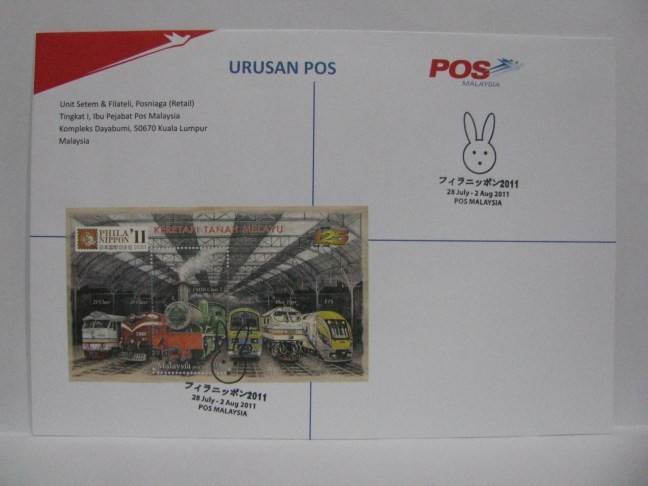 URUSAN POS
POS
MALAYSIA
Unit Setem & Filateli, Posniaga (Retail)
Tingkat I, Ibu Pejabat Pos Malaysia
Kompleks Dayabumi, 50670 Kuala Lumpur
Malaysia
フィラニッポン2011
28 July - 2 Aug 2011
POS MALAYSIA
PHILA
NIPPON '11
KERETAPI TANAH MELAYU
125
Blue Tiger
ETS
Malaysia
フィラニッポン2011
28 July - 2 Aug 2011
POS MALAYSIA